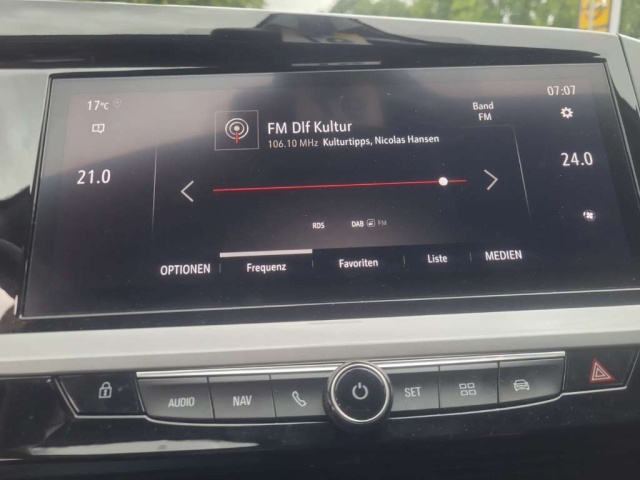 17°C
07:07
FM Dlf Kultur
Band
FM
106.10 MHz Kulturtipps, Nicolas Hansen
21.0
24.0
RDS DAB FM
OPTIONEN Frequenz Favoriten Liste MEDIEN
AUDIO NAV SET